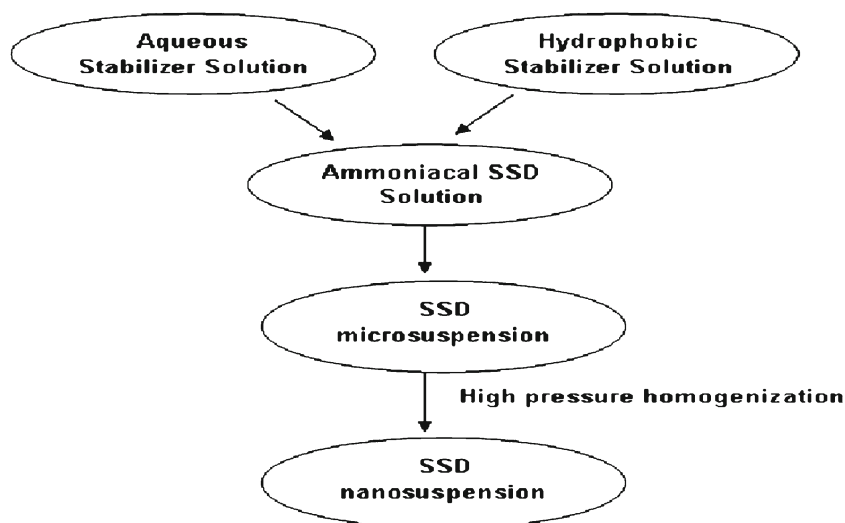 Aqueous
Stabilizer Solution
Hydrophobic
Stabilizer Solution
Ammoniacal SSD
Solution
SSD
microsuspension
High pressure homogenization
SSD
nanosuspension